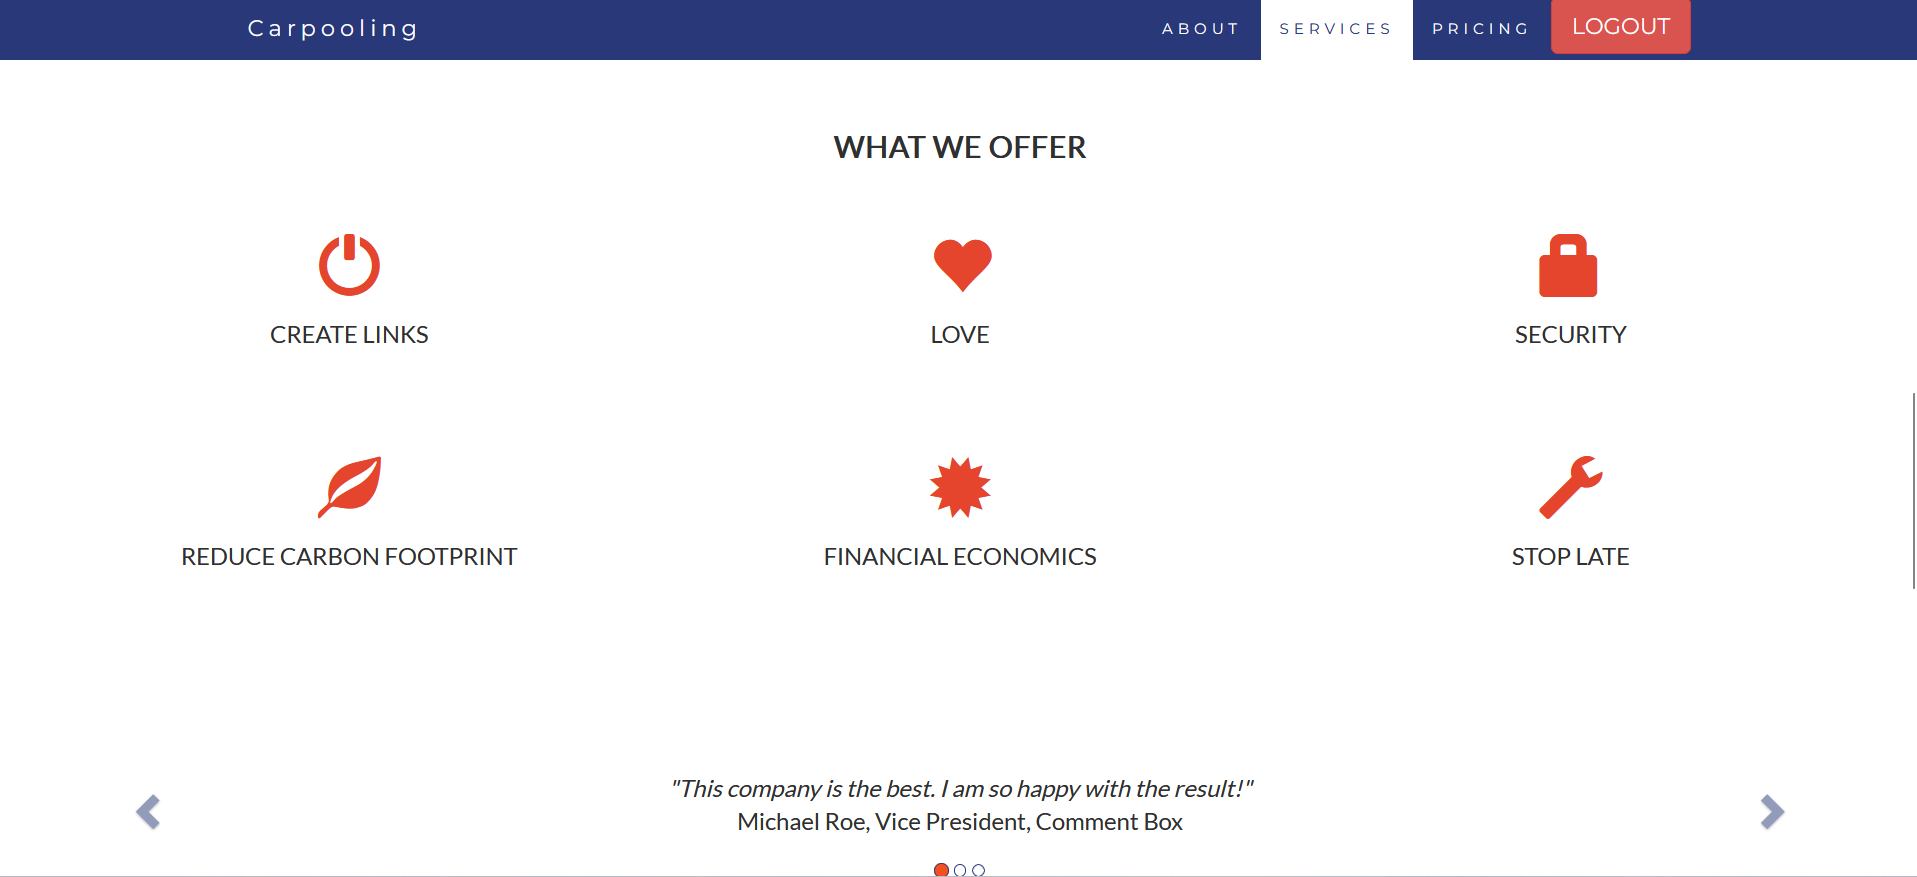 Carpooling
ABOUT
SERVICES
PRICING
LOGOUT
WHAT WE OFFER
CREATE LINKS
LOVE
SECURITY
REDUCE CARBON FOOTPRINT
FINANCIAL ECONOMICS
STOP LATE
"This company is the best. I am so happy with the result!"
Michael Roe, Vice President, Comment Box